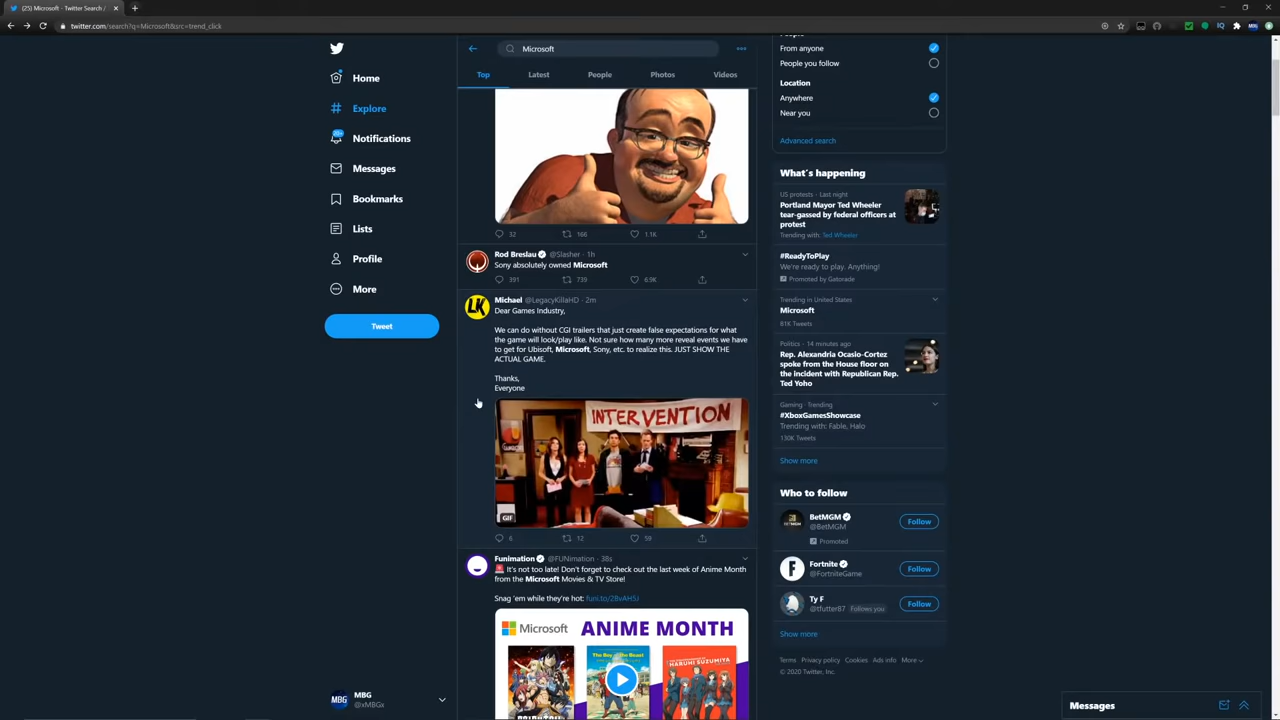 (25) Microsoft - Twitter Search /
twitter.com/search?q=Microsoft&src=trend_click
Home
Explore
Notifications
Messages
Bookmarks
Lists
Profile
More
Tweet
MBG
@xMBGx
Microsoft
Top
Latest
People
Photos
Videos
32
166
1.1K
Rod Breslau @Slasher · 1h
Sony absolutely owned Microsoft
391
739
6.9K
Michael @LegacyKillaHD · 2m
Dear Games Industry,
We can do without CGI trailers that just create false expectations for what
the game will look/play like. Not sure how many more reveal events we have
to get for Ubisoft, Microsoft, Sony, etc. to realize this. JUST SHOW THE
ACTUAL GAME.
Thanks,
Everyone
INTERVENTION
GIF
6
12
59
Funimation @FUNimation · 38s
It's not too late! Don't forget to check out the last week of Anime Month
from the Microsoft Movies & TV Store!
Snag 'em while they're hot:
Microsoft
ANIME MONTH
From anyone
People you follow
Location
Anywhere
Near you
Advanced search
What's happening
US protests · Last night
Portland Mayor Ted Wheeler
tear-gassed by federal officers at
protest
Trending with: Ted Wheeler
#ReadyToPlay
We're ready to play. Anything!
Promoted by Gatorade
Trending in United States
Microsoft
81K Tweets
Politics · 14 minutes ago
Rep. Alexandria Ocasio-Cortez
spoke from the House floor on
the incident with Republican Rep.
Ted Yoho
Gaming · Trending
#XboxGamesShowcase
Trending with: Fable, Halo
130K Tweets
Show more
Who to follow
BetMGM
@BetMGM
Follow
Promoted
Fortnite
@FortniteGame
Follow
Ty F
@tfutter87 Follows you
Follow
Show more
Terms Privacy policy Cookies Ads info More
© 2020 Twitter, Inc.
Messages